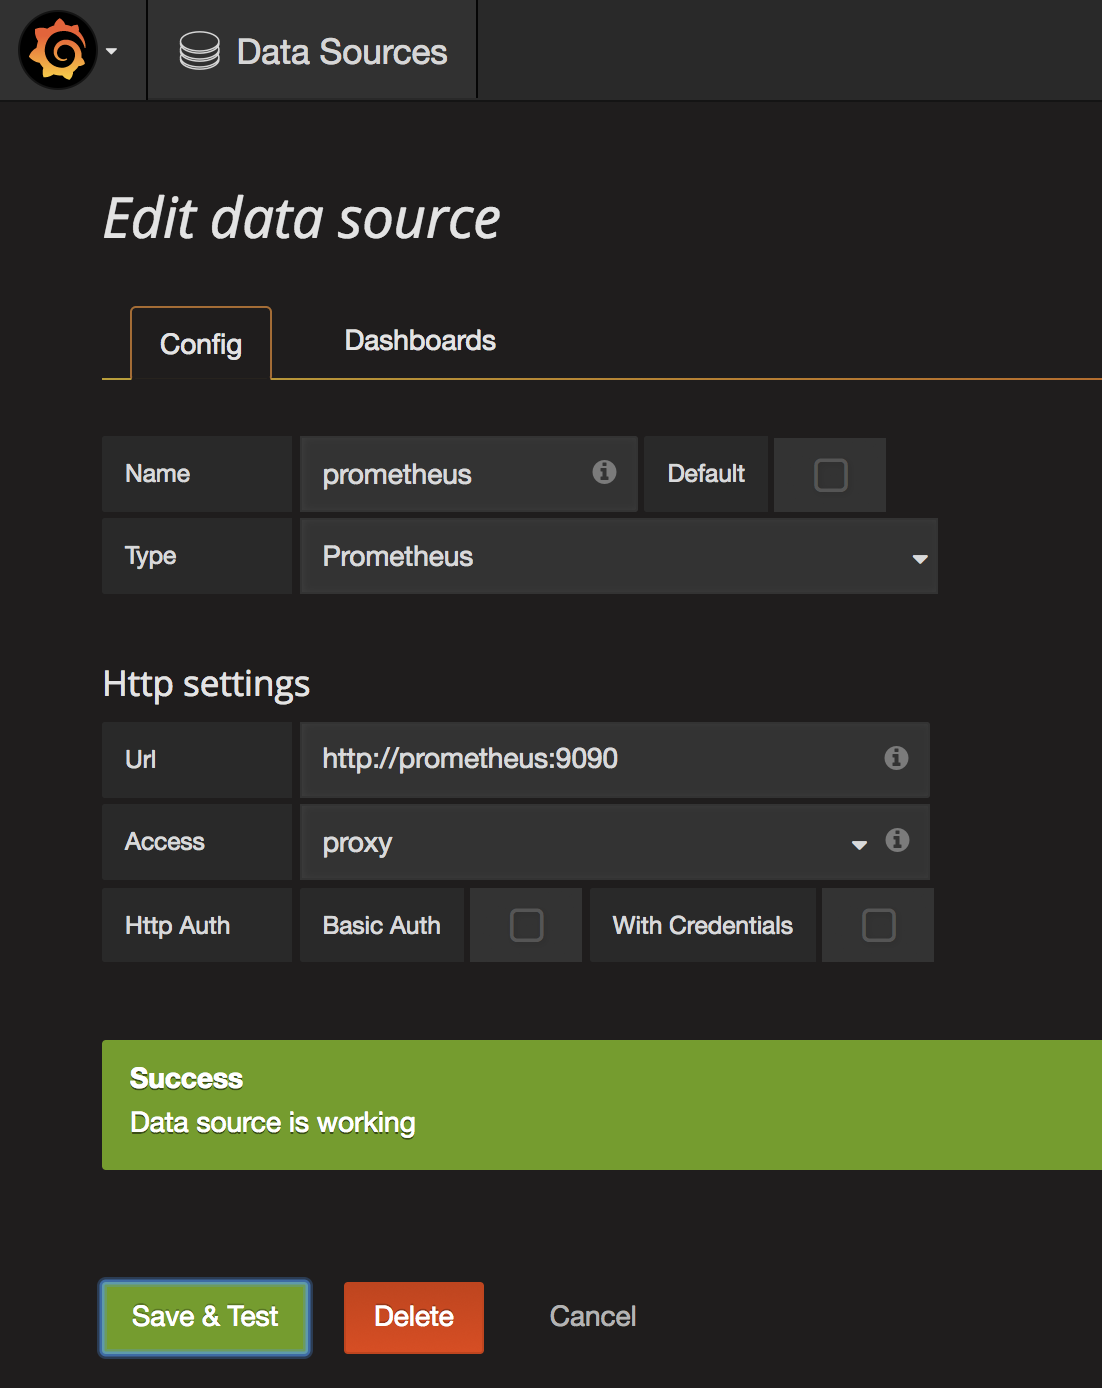 Data Sources
Edit data source
Config Dashboards
Name prometheus Default
Type Prometheus
Http settings
Url http://prometheus:9090
Access proxy
Http Auth Basic Auth With Credentials
Success
Data source is working
Save & Test Delete Cancel